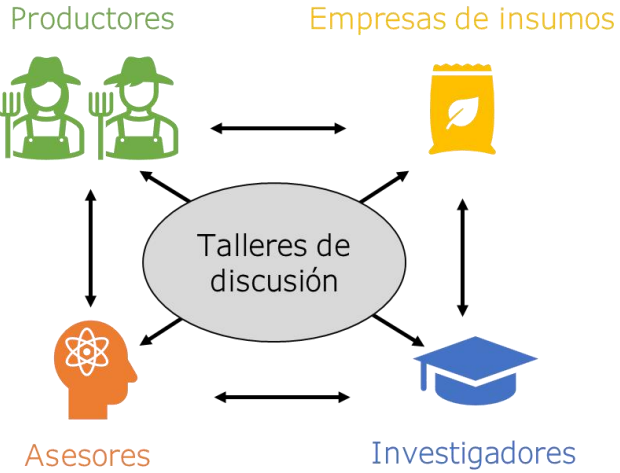 Productores
Empresas de insumos
Talleres de
discusión
Asesores
Investigadores